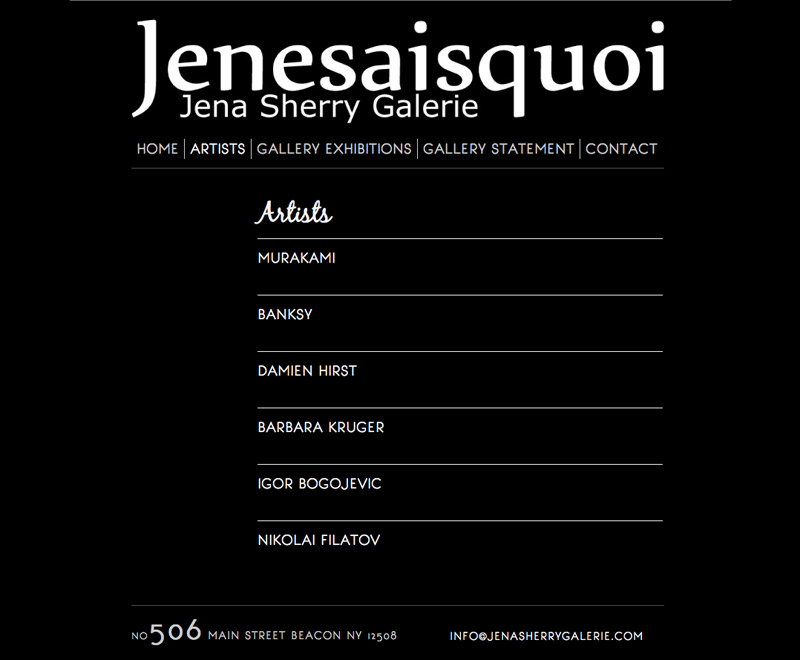 Jenesaisquoi
Jena Sherry Galerie
HOME ARTISTS GALLERY EXHIBITIONS GALLERY STATEMENT CONTACT
Artists
MURAKAMI
BANKSY
DAMIEN HIRST
BARBARA KRUGER
IGOR BOGOJEVIC
NIKOLAI FILATOV
NO 506 MAIN STREET BEACON NY 12508 INFO@JENASHERRYGALERIE.COM